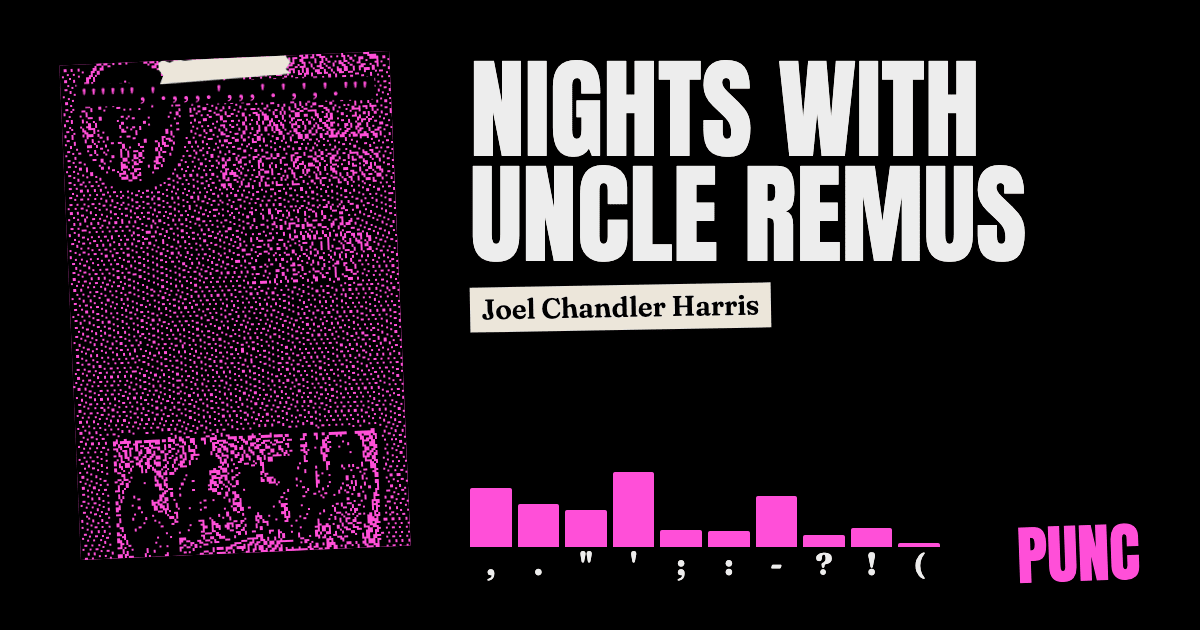 NIGHTS WITH
UNCLE REMUS
Joel Chandler Harris
, . " ' ; : - ? ! (
PUNC